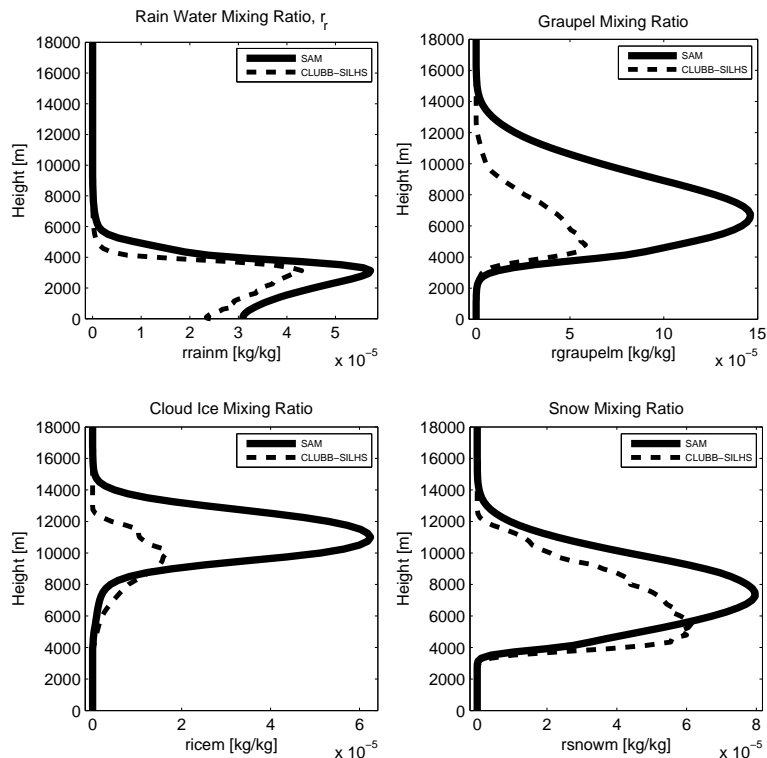 Rain Water Mixing Ratio, r_r
18000
16000
14000
12000
10000
8000
6000
4000
2000
0
Height [m]
SAM
CLUBB−SILHS
0 1 2 3 4 5
rrainm [kg/kg]
x 10−5
Graupel Mixing Ratio
18000
16000
14000
12000
10000
8000
6000
4000
2000
0
Height [m]
SAM
CLUBB−SILHS
0 5 10 15
rgraupelm [kg/kg]
x 10−5
Cloud Ice Mixing Ratio
18000
16000
14000
12000
10000
8000
6000
4000
2000
0
Height [m]
SAM
CLUBB−SILHS
0 2 4 6
ricem [kg/kg]
x 10−5
Snow Mixing Ratio
18000
16000
14000
12000
10000
8000
6000
4000
2000
0
Height [m]
SAM
CLUBB−SILHS
0 2 4 6 8
rsnowm [kg/kg]
x 10−5